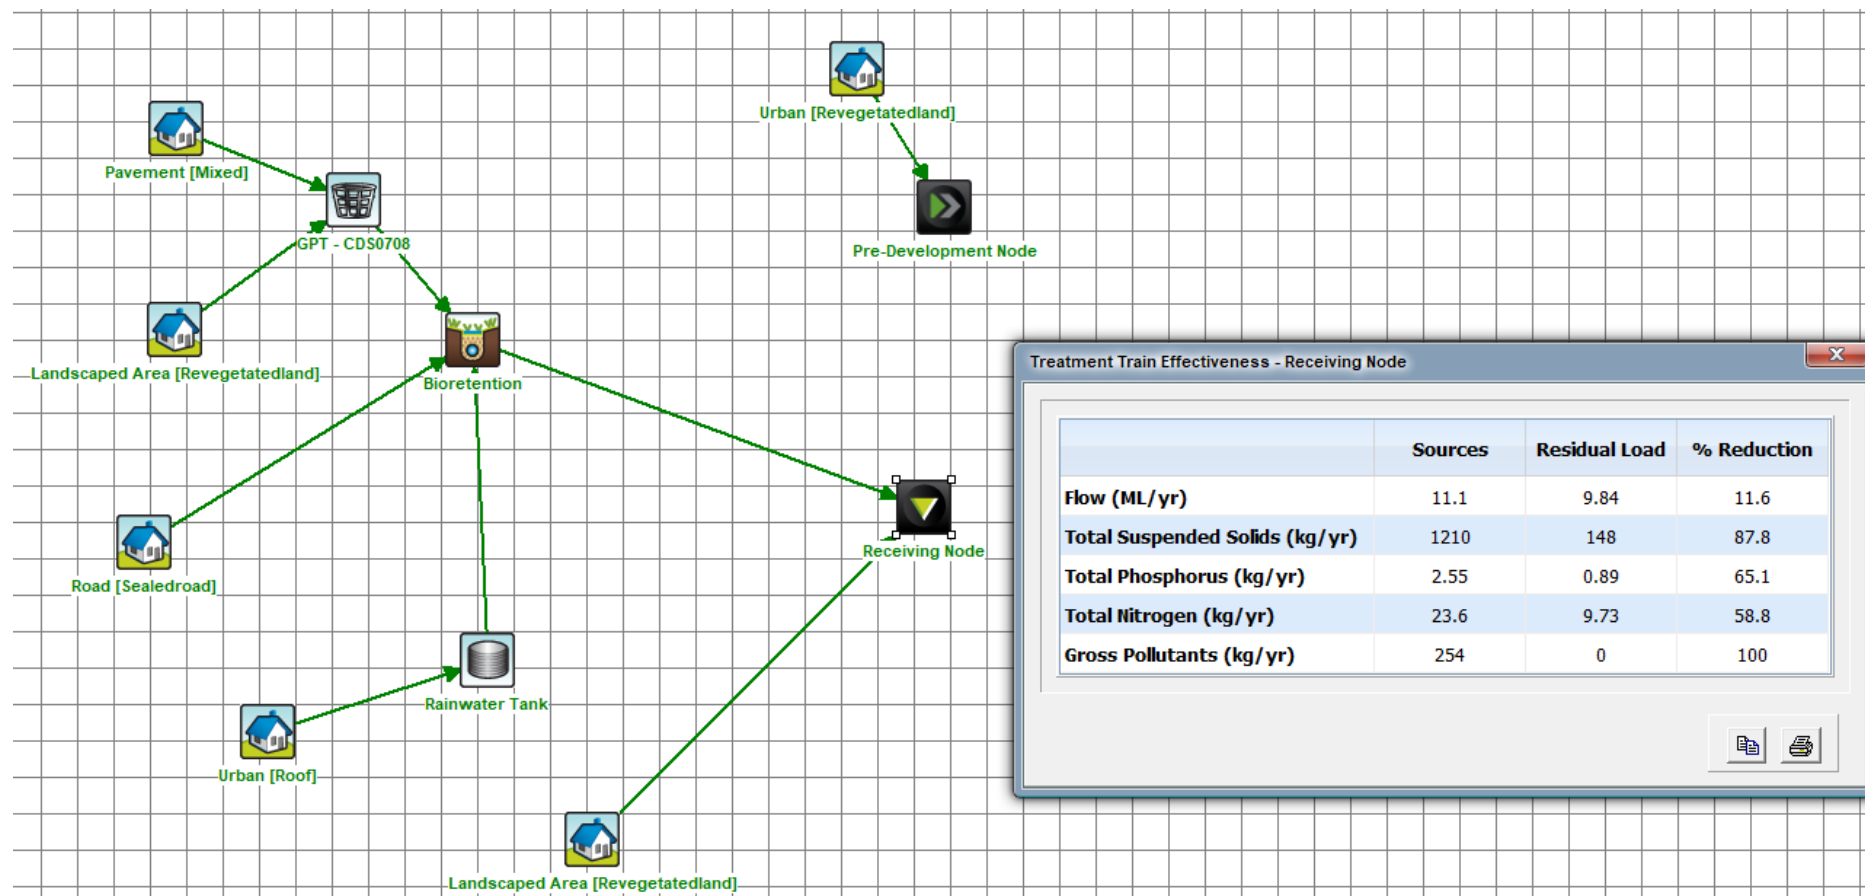 Urban [Revegetatedland]
Pavement [Mixed]
GPT - CDS0708
Pre-Development Node
Landscaped Area [Revegetatedland]
Bioretention
Receiving Node
Road [Sealedroad]
Rainwater Tank
Urban [Roof]
Landscaped Area [Revegetatedland]
Treatment Train Effectiveness - Receiving Node
Sources Residual Load % Reduction
Flow (ML/yr) 11.1 9.84 11.6
Total Suspended Solids (kg/yr) 1210 148 87.8
Total Phosphorus (kg/yr) 2.55 0.89 65.1
Total Nitrogen (kg/yr) 23.6 9.73 58.8
Gross Pollutants (kg/yr) 254 0 100